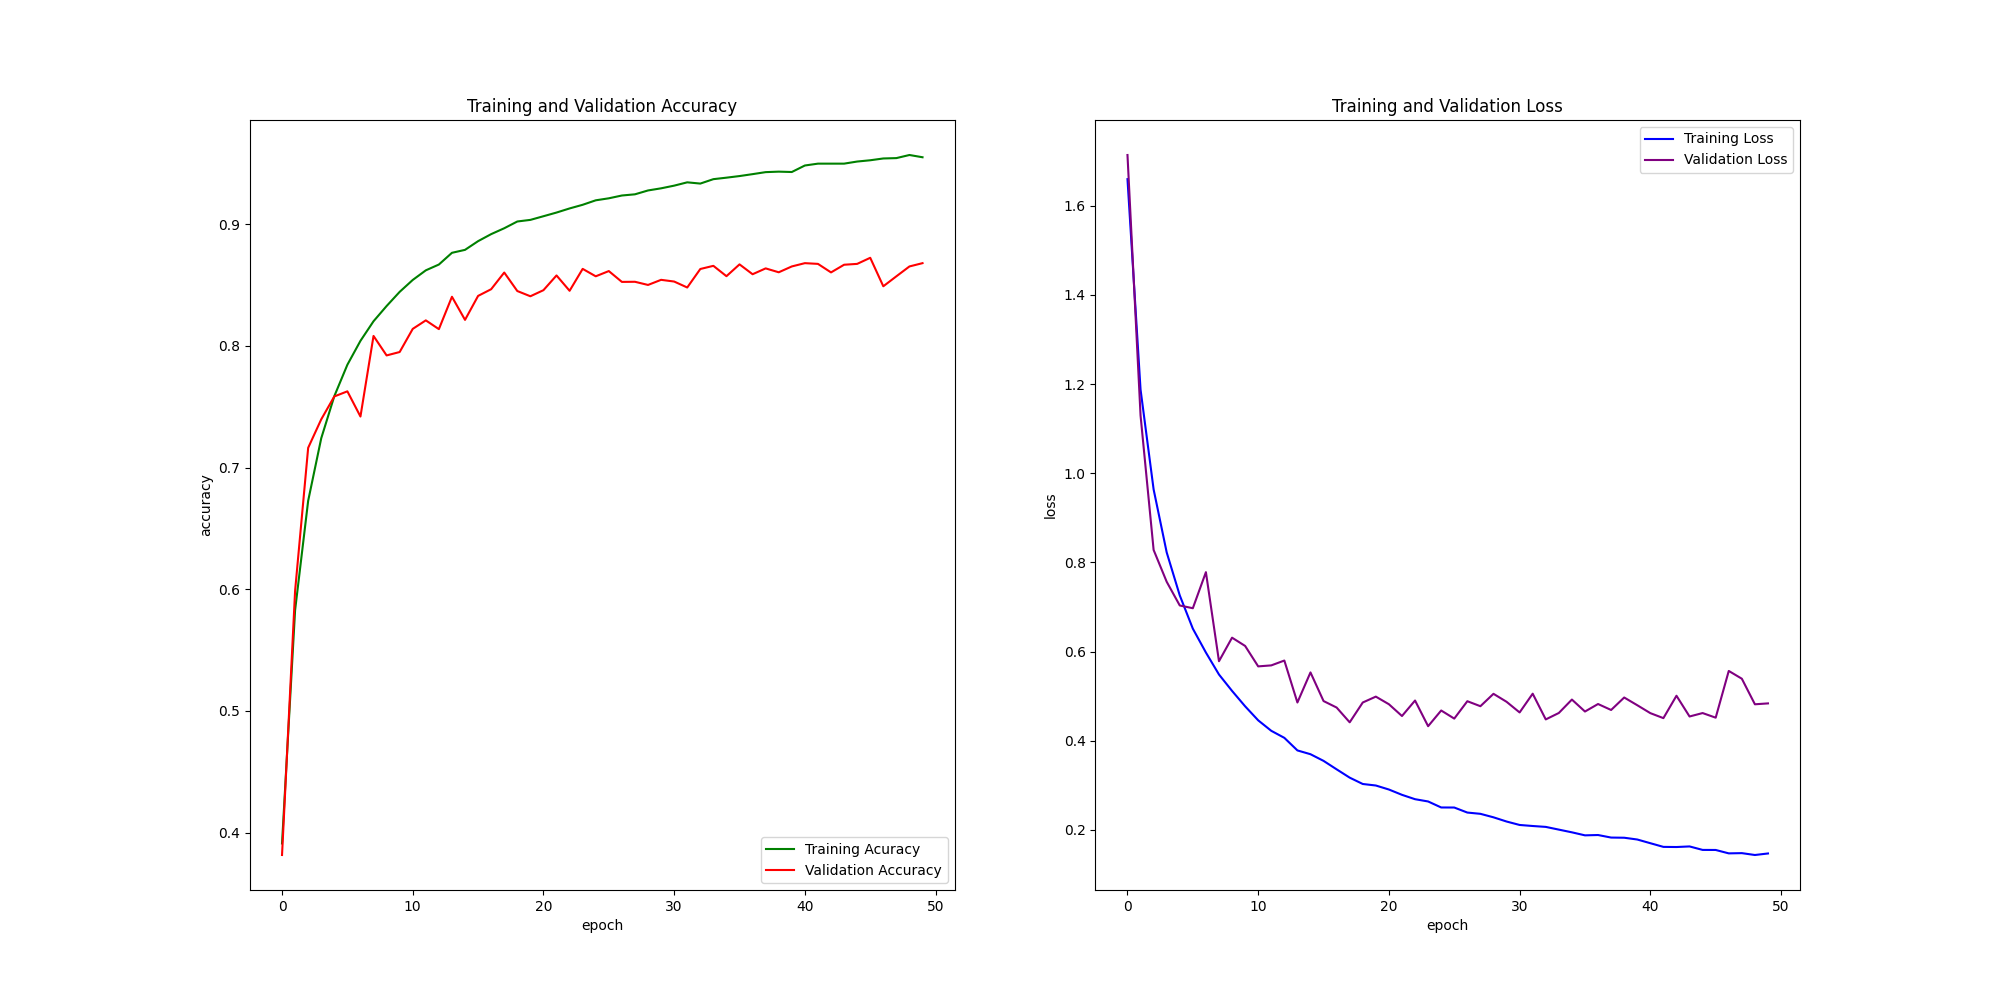 Training and Validation Accuracy
0.9
0.8
0.7
0.6
0.5
0.4
accuracy
Training Acuracy
Validation Accuracy
0 10 20 30 40 50
epoch
Training and Validation Loss
Training Loss
Validation Loss
1.6
1.4
1.2
1.0
0.8
0.6
0.4
0.2
loss
0 10 20 30 40 50
epoch